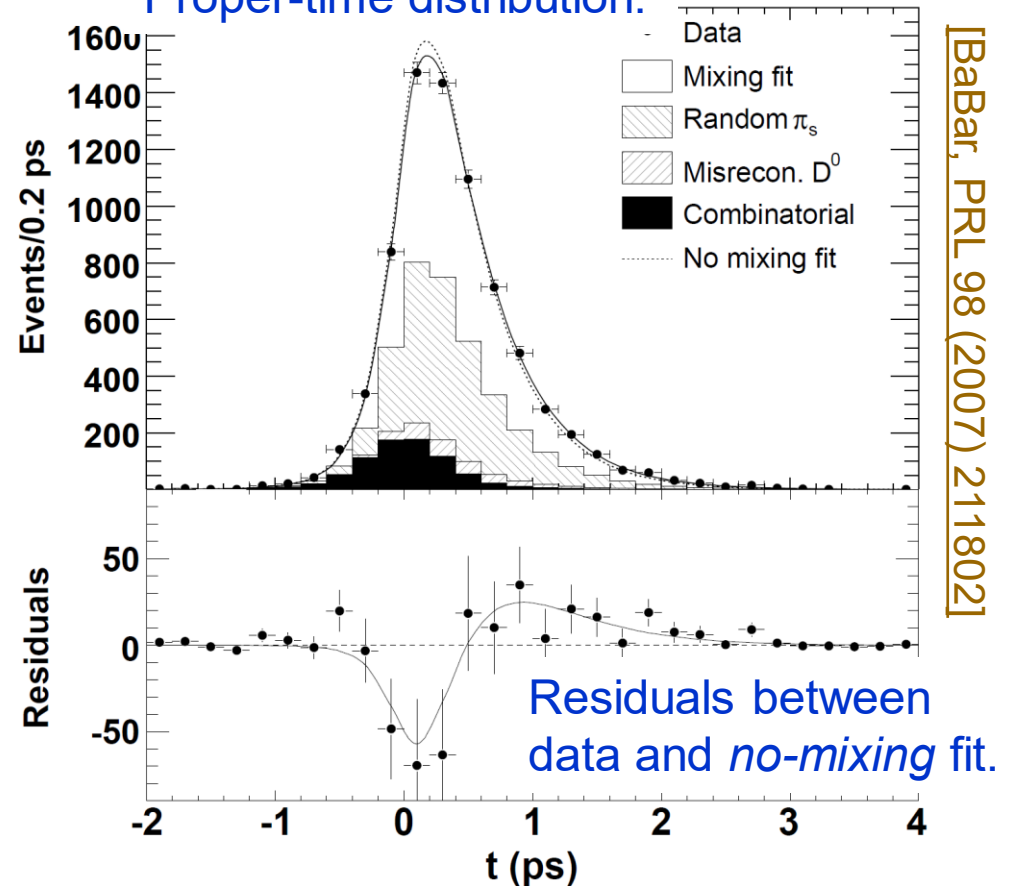 Proper-time distribution.
1600
1400
1200
1000
800
600
400
200
Events/0.2 ps
Data
Mixing fit
Random πs
Misrecon. D0
Combinatorial
No mixing fit
[BaBar, PRL 98 (2007) 211802]
50
0
-50
Residuals
Residuals between
data and no-mixing fit.
-2 -1 0 1 2 3 4
t (ps)